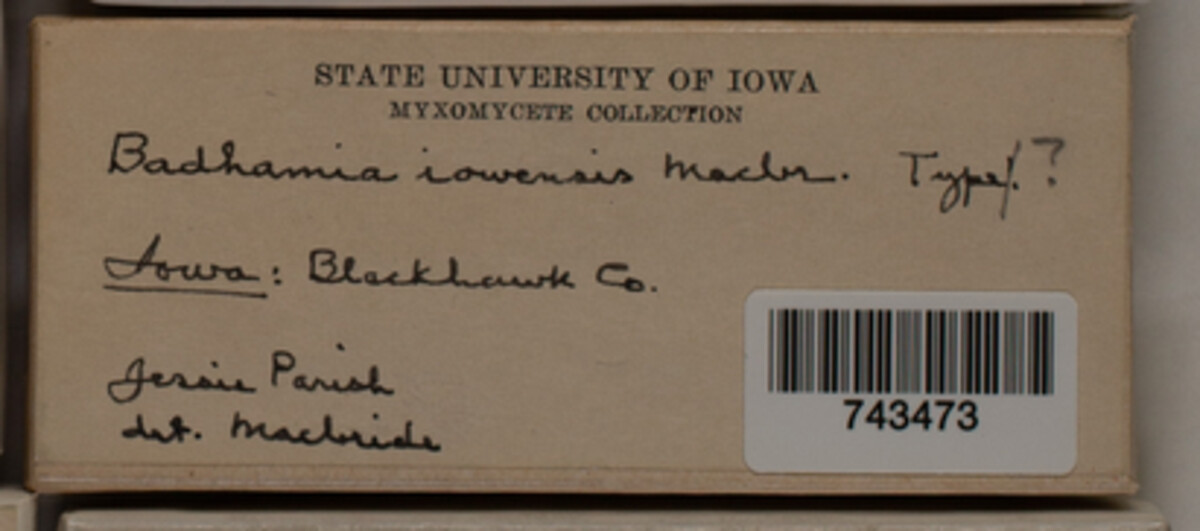 STATE UNIVERSITY OF IOWA
MYXOMYCETE COLLECTION
Badhamia iowensis Macbr. Type!?
Iowa: Blackhawk Co.
Jessie Parish
det. Macbride
743473